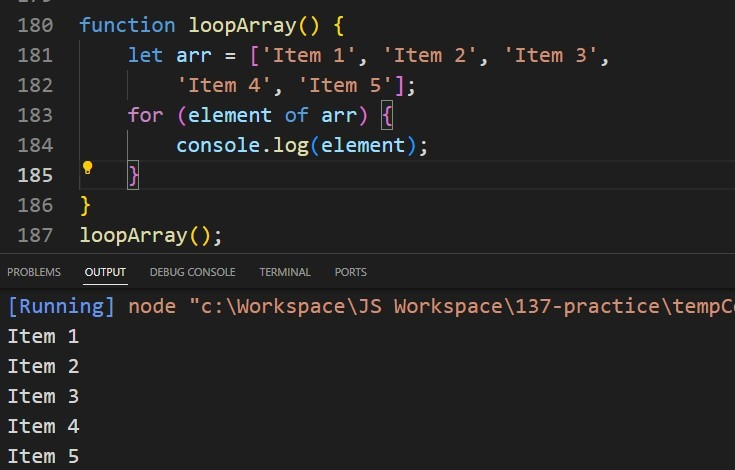 180 function loopArray() {
181 let arr = ['Item 1', 'Item 2', 'Item 3',
182 'Item 4', 'Item 5'];
183 for (element of arr) {
184 console.log(element);
185 }
186 }
187 loopArray();
PROBLEMS OUTPUT DEBUG CONSOLE TERMINAL PORTS
[Running] node "c:\Workspace\JS Workspace\137-practice\tempC
Item 1
Item 2
Item 3
Item 4
Item 5